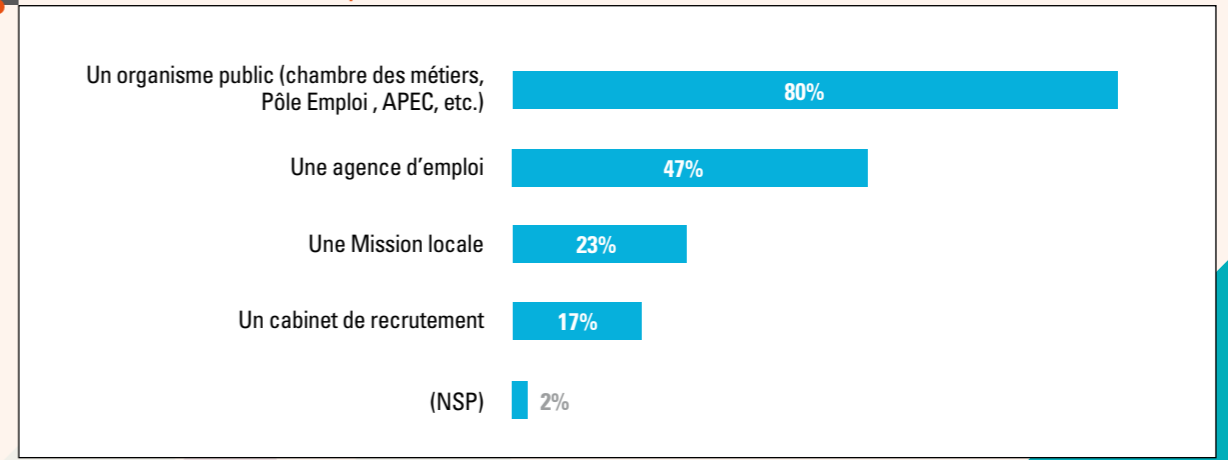 Un organisme public (chambre des métiers,
Pôle Emploi , APEC, etc.)
80%
Une agence d'emploi
47%
Une Mission locale
23%
Un cabinet de recrutement
17%
(NSP)
2%